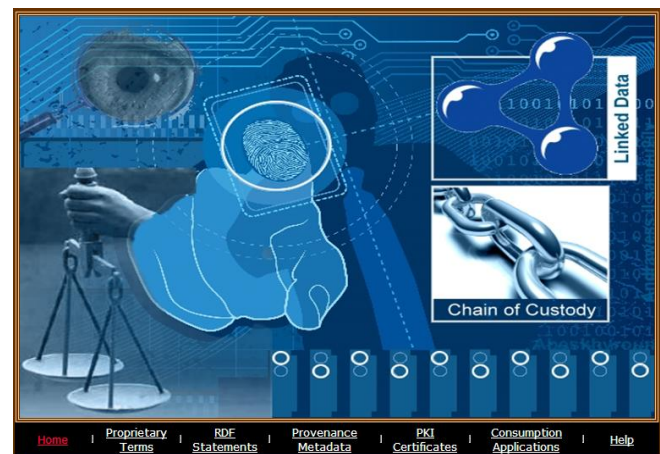 Linked Data
Chain of Custody
Home | Proprietary Terms | RDF Statements | Provenance Metadata | PKI Certificates | Consumption Applications | Help